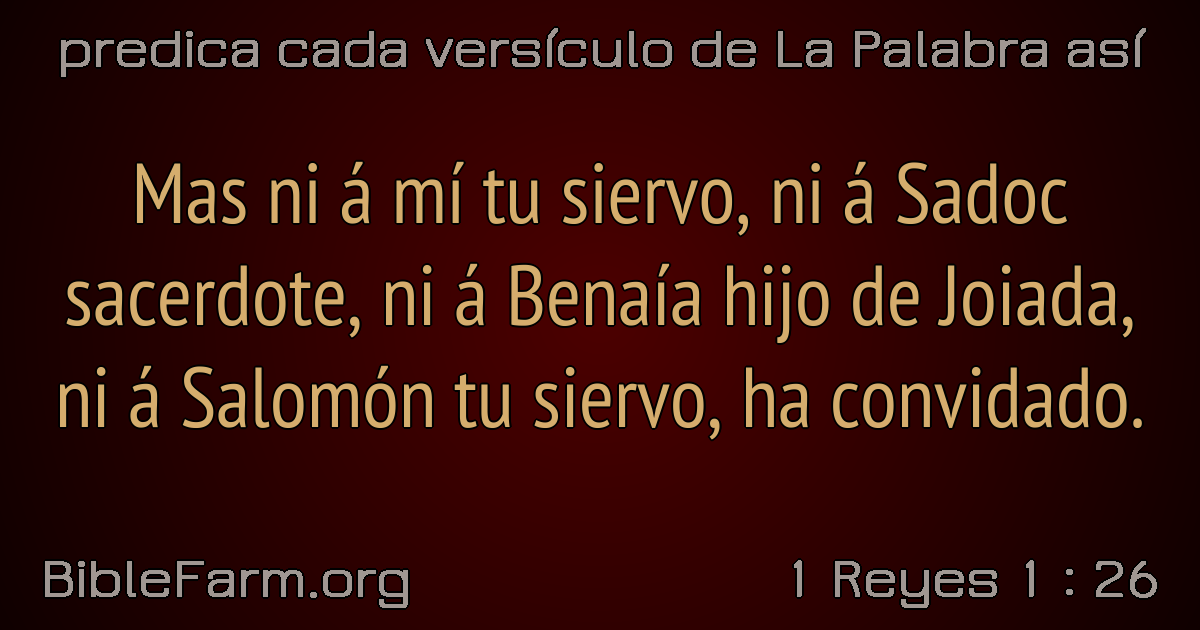 predica cada versículo de La Palabra así
Mas ni á mí tu siervo, ni á Sadoc
sacerdote, ni á Benaía hijo de Joiada,
ni á Salomón tu siervo, ha convidado.
BibleFarm.org
1 Reyes 1 : 26